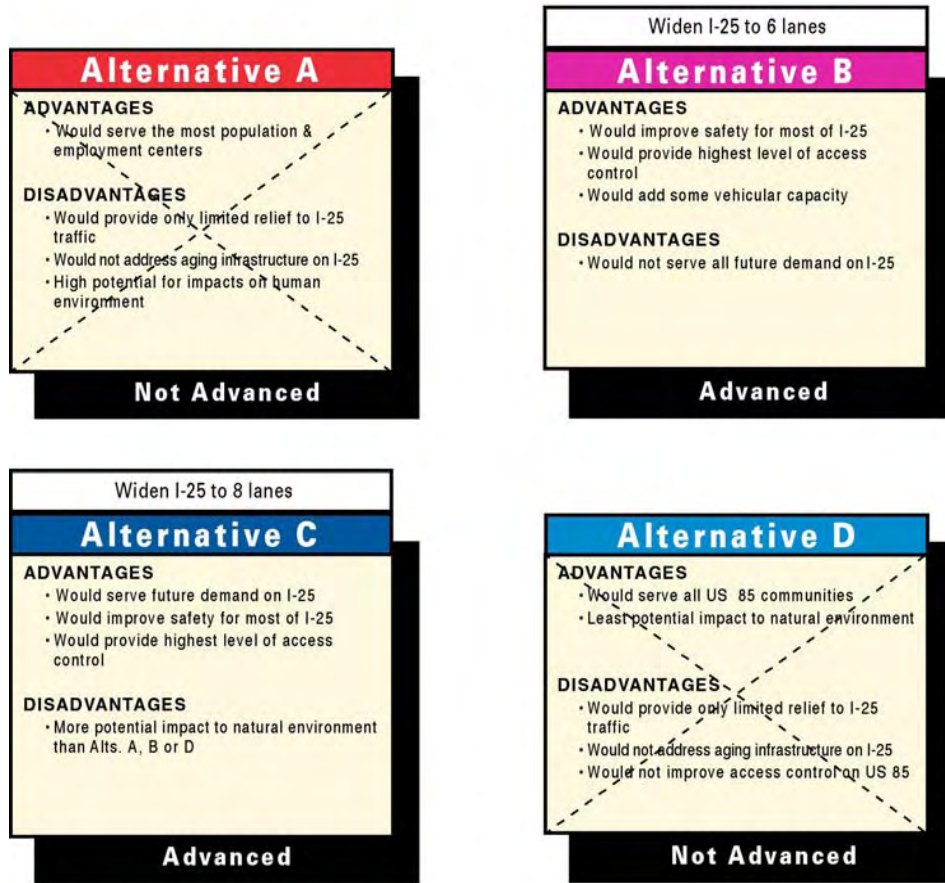 Alternative A
ADVANTAGES
• Would serve the most population &
employment centers
DISADVANTAGES
• Would provide only limited relief to I-25
traffic
• Would not address aging infrastructure on I-25
• High potential for impacts on human
environment
Not Advanced
Widen I-25 to 6 lanes
Alternative B
ADVANTAGES
• Would improve safety for most of I-25
• Would provide highest level of access
control
• Would add some vehicular capacity
DISADVANTAGES
• Would not serve all future demand on I-25
Advanced
Widen I-25 to 8 lanes
Alternative C
ADVANTAGES
• Would serve future demand on I-25
• Would improve safety for most of I-25
• Would provide highest level of access
control
DISADVANTAGES
• More potential impact to natural environment
than Alts. A, B or D
Advanced
Alternative D
ADVANTAGES
• Would serve all US 85 communities
• Least potential impact to natural environment
DISADVANTAGES
• Would provide only limited relief to I-25
traffic
• Would not address aging infrastructure on I-25
• Would not improve access control on US 85
Not Advanced